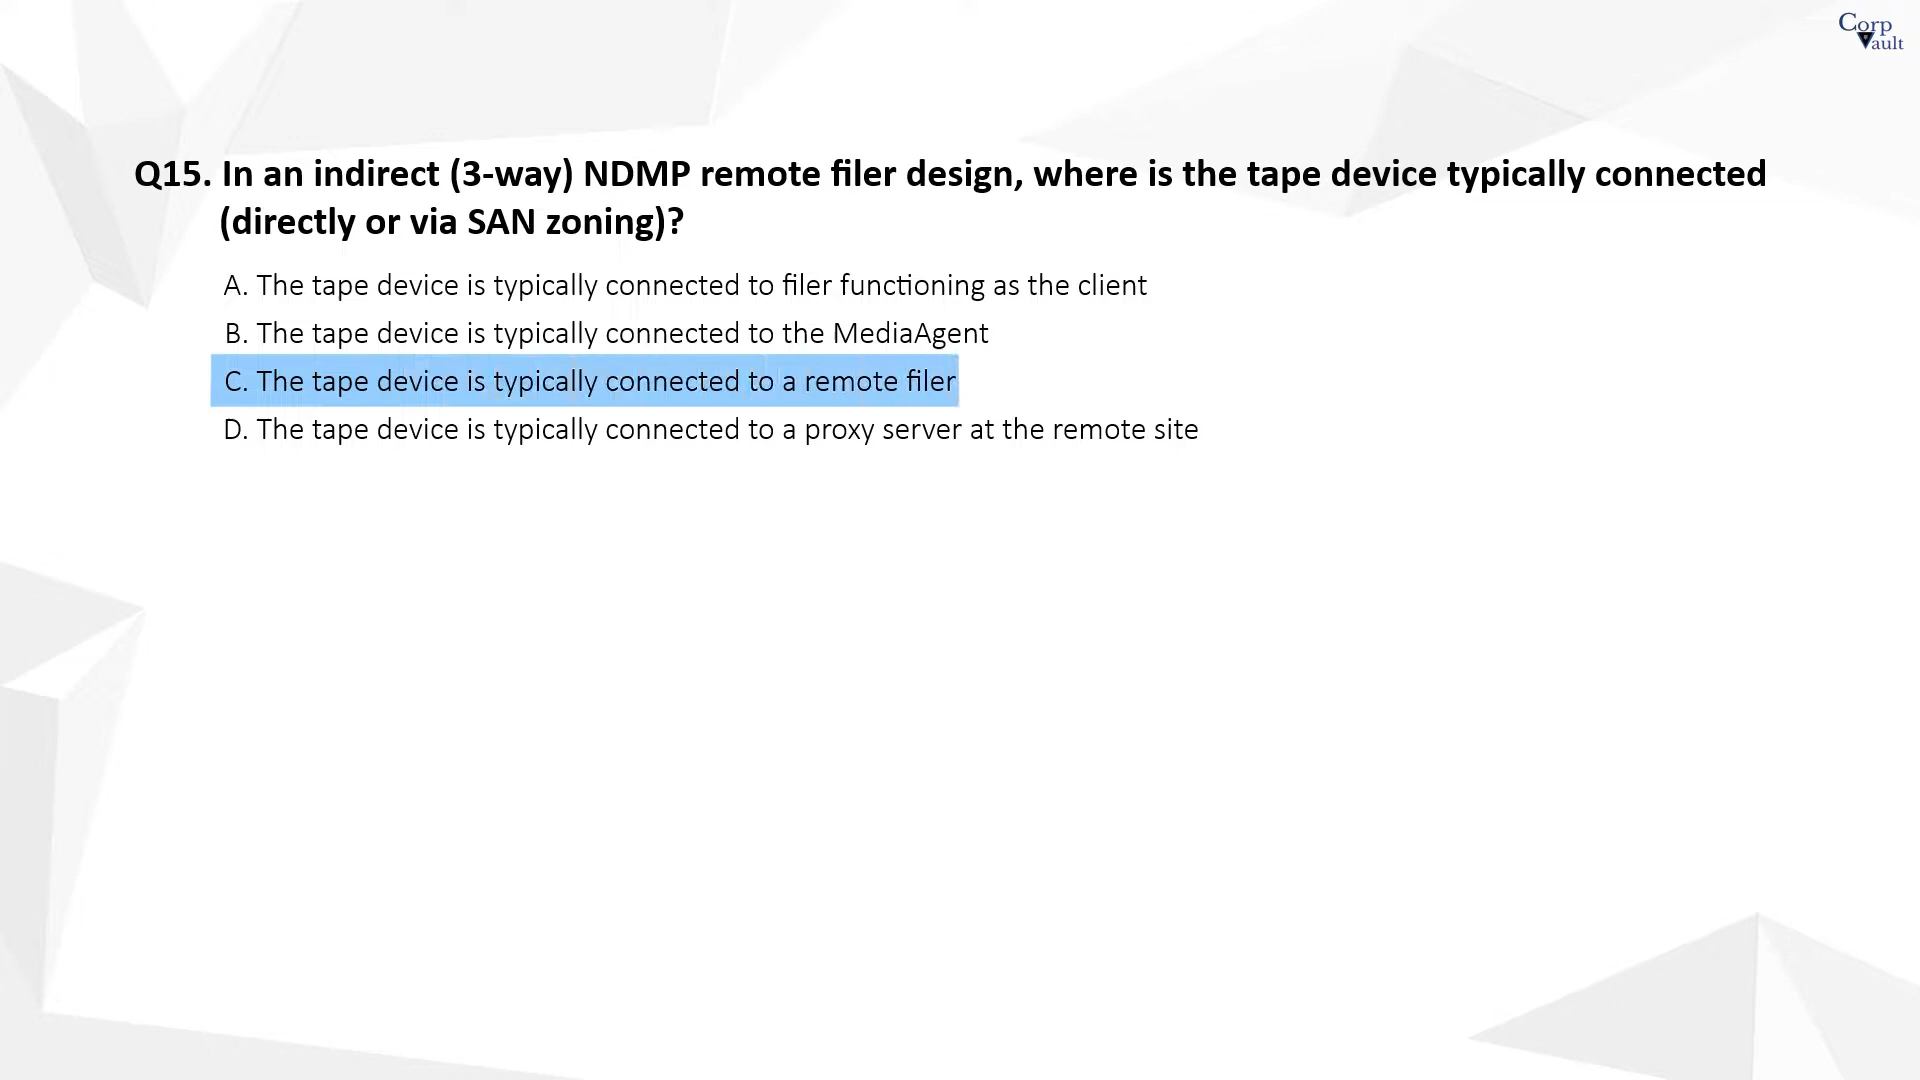 Corp
Vault
Q15. In an indirect (3-way) NDMP remote filer design, where is the tape device typically connected
(directly or via SAN zoning)?
A. The tape device is typically connected to filer functioning as the client
B. The tape device is typically connected to the MediaAgent
C. The tape device is typically connected to a remote filer
D. The tape device is typically connected to a proxy server at the remote site